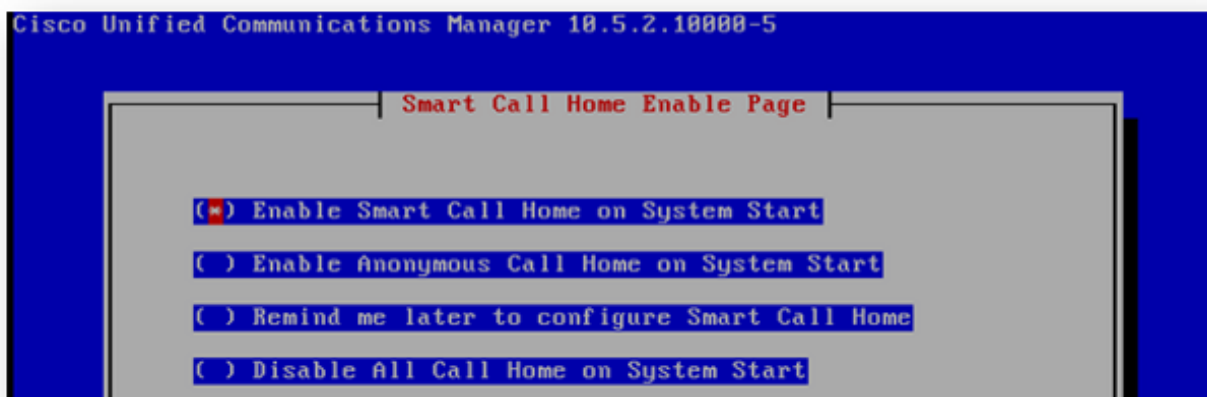 Cisco Unified Communications Manager 10.5.2.10000-5
Smart Call Home Enable Page
(*) Enable Smart Call Home on System Start
( ) Enable Anonymous Call Home on System Start
( ) Remind me later to configure Smart Call Home
( ) Disable All Call Home on System Start